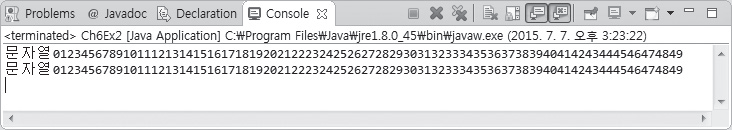 Problems @ Javadoc Declaration Console
<terminated> Ch6Ex2 [Java Application] C:₩Program Files₩Java₩jre1.8.0_45₩bin₩javaw.exe (2015. 7. 7. 오후 3:23:22)
문자열012345678910111213141516171819202122232425262728293031323334353637383940414243444546474849
문자열012345678910111213141516171819202122232425262728293031323334353637383940414243444546474849